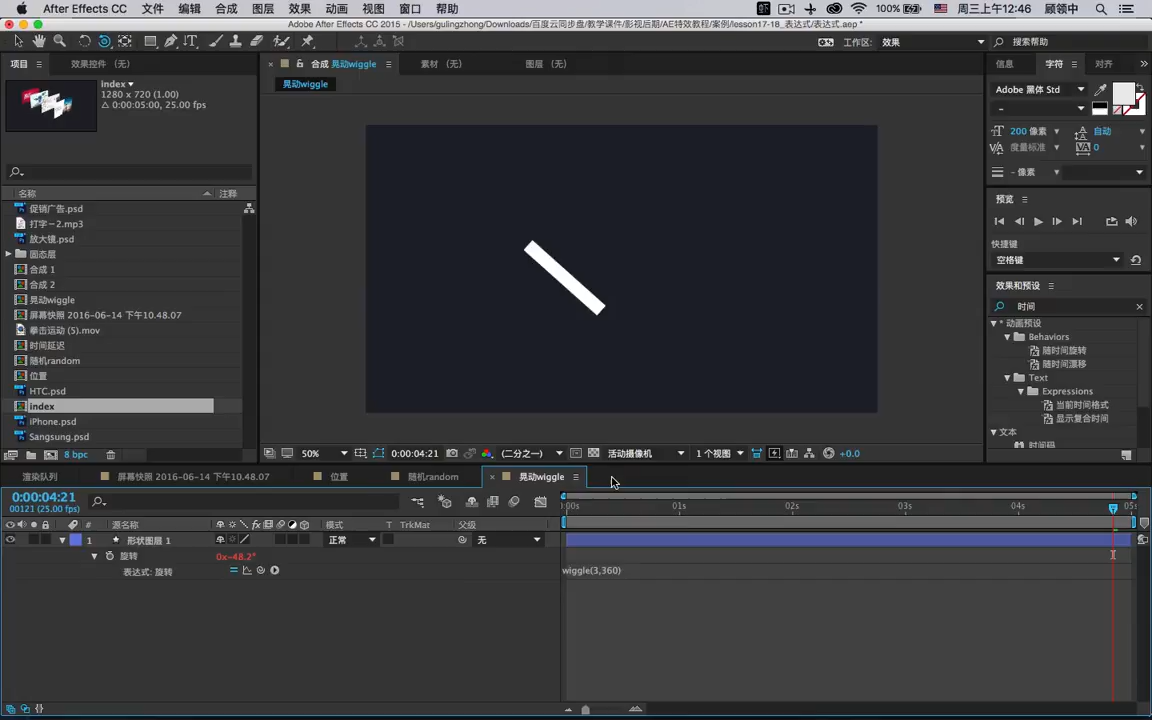 After Effects CC 文件 编辑 合成 图层 效果 动画 视图 窗口 帮助 100% 周三上午12:46 顾领中
Adobe After Effects CC 2015 - /Users/gulingzhong/Downloads/百度云同步盘/教学课件/影视后期/AE特效教程/案例/lesson17-18_表达式/表达式.aep *
工作区: 效果 搜索帮助
项目 效果控件 (无) 合成 晃动wiggle 素材 (无) 图层 (无) 信息 字符 对齐
晃动wiggle
index
1280 x 720 (1.00)
Δ 0:00:05:00, 25.00 fps
Adobe 黑体 Std
-
200 像素 自动
度量标准 0
- 像素
名称 注释
促销广告.psd
打字-2.mp3
放大镜.psd
固态层
合成 1
合成 2
晃动wiggle
屏幕快照 2016-06-14 下午10.48.07
拳击运动 (5).mov
时间延迟
随机random
位置
HTC.psd
index
iPhone.psd
Sangsung.psd
8 bpc
预览
快捷键
空格键
效果和预设
时间
* 动画预设
Behaviors
随时间旋转
随时间漂移
Text
Expressions
当前时间格式
显示复合时间
文本
时间码
50% 0:00:04:21 (二分之一) 活动摄像机 1 个视图 +0.0
渲染队列 屏幕快照 2016-06-14 下午10.48.07 位置 随机random 晃动wiggle
0:00:04:21
00121 (25.00 fps)
:00s 01s 02s 03s 04s 05s
# 源名称 模式 T TrkMat 父级
1 形状图层 1 正常 无
旋转 0x-48.2°
表达式: 旋转 wiggle(3,360)